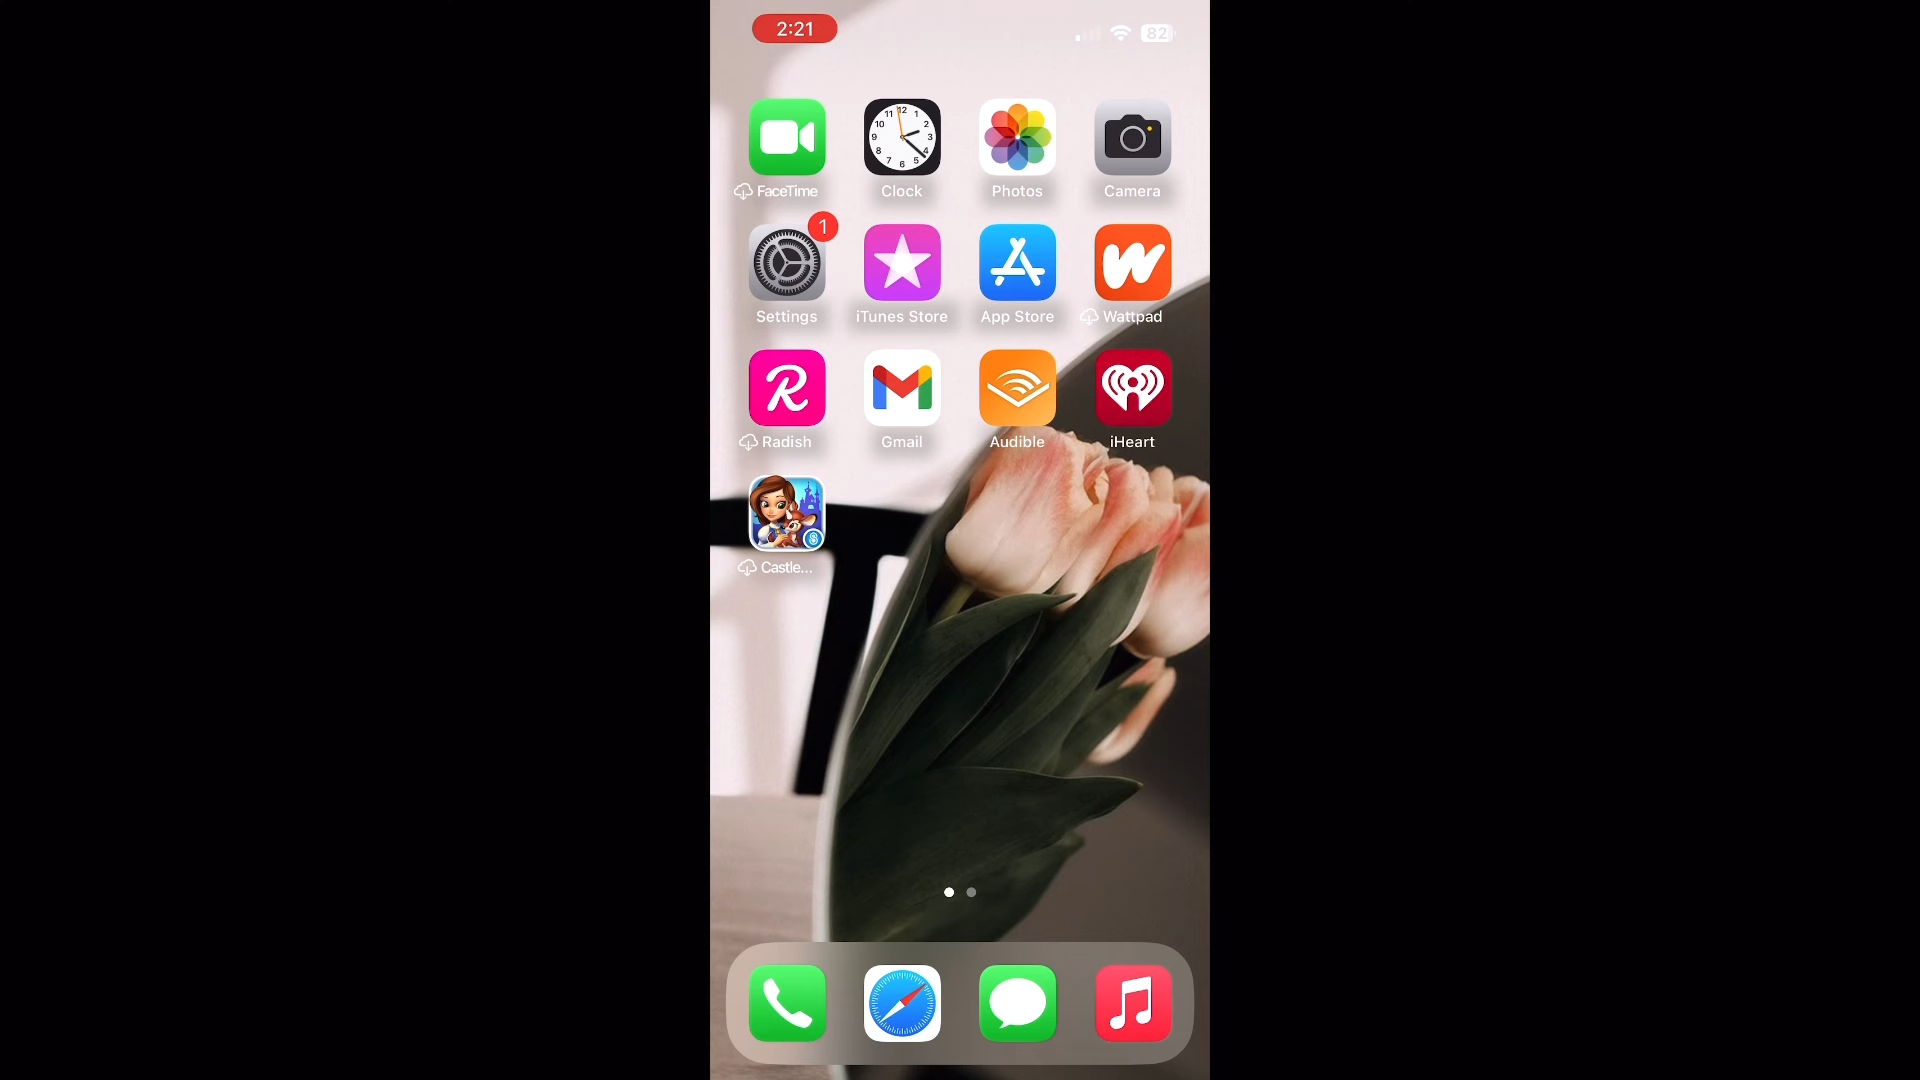 2:21
82
FaceTime
Clock
Photos
Camera
1
Settings
iTunes Store
App Store
Wattpad
Radish
Gmail
Audible
iHeart
Castle...